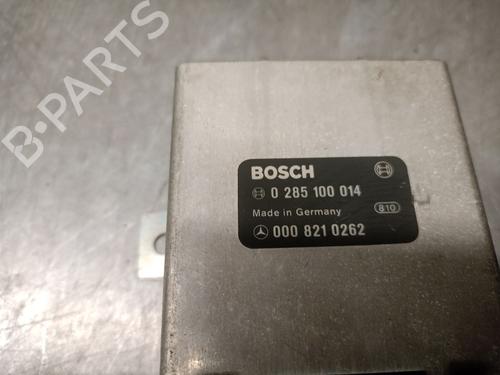 B-PARTS
BOSCH
0 285 100 014
Made in Germany 810
000 821 0262